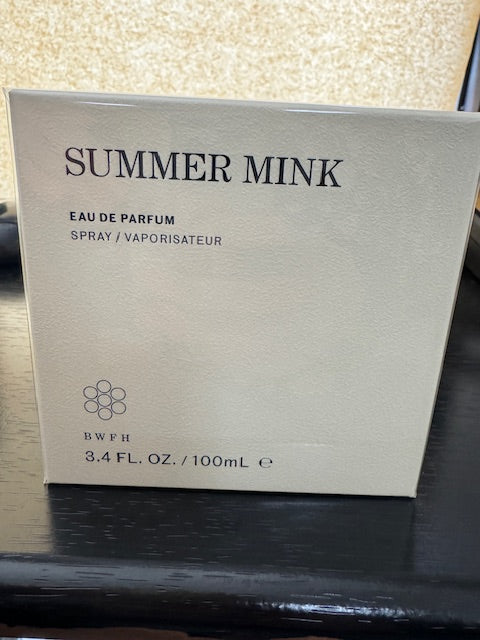 SUMMER MINK
EAU DE PARFUM
SPRAY / VAPORISATEUR
BWFH
3.4 FL. OZ. / 100mL ℮